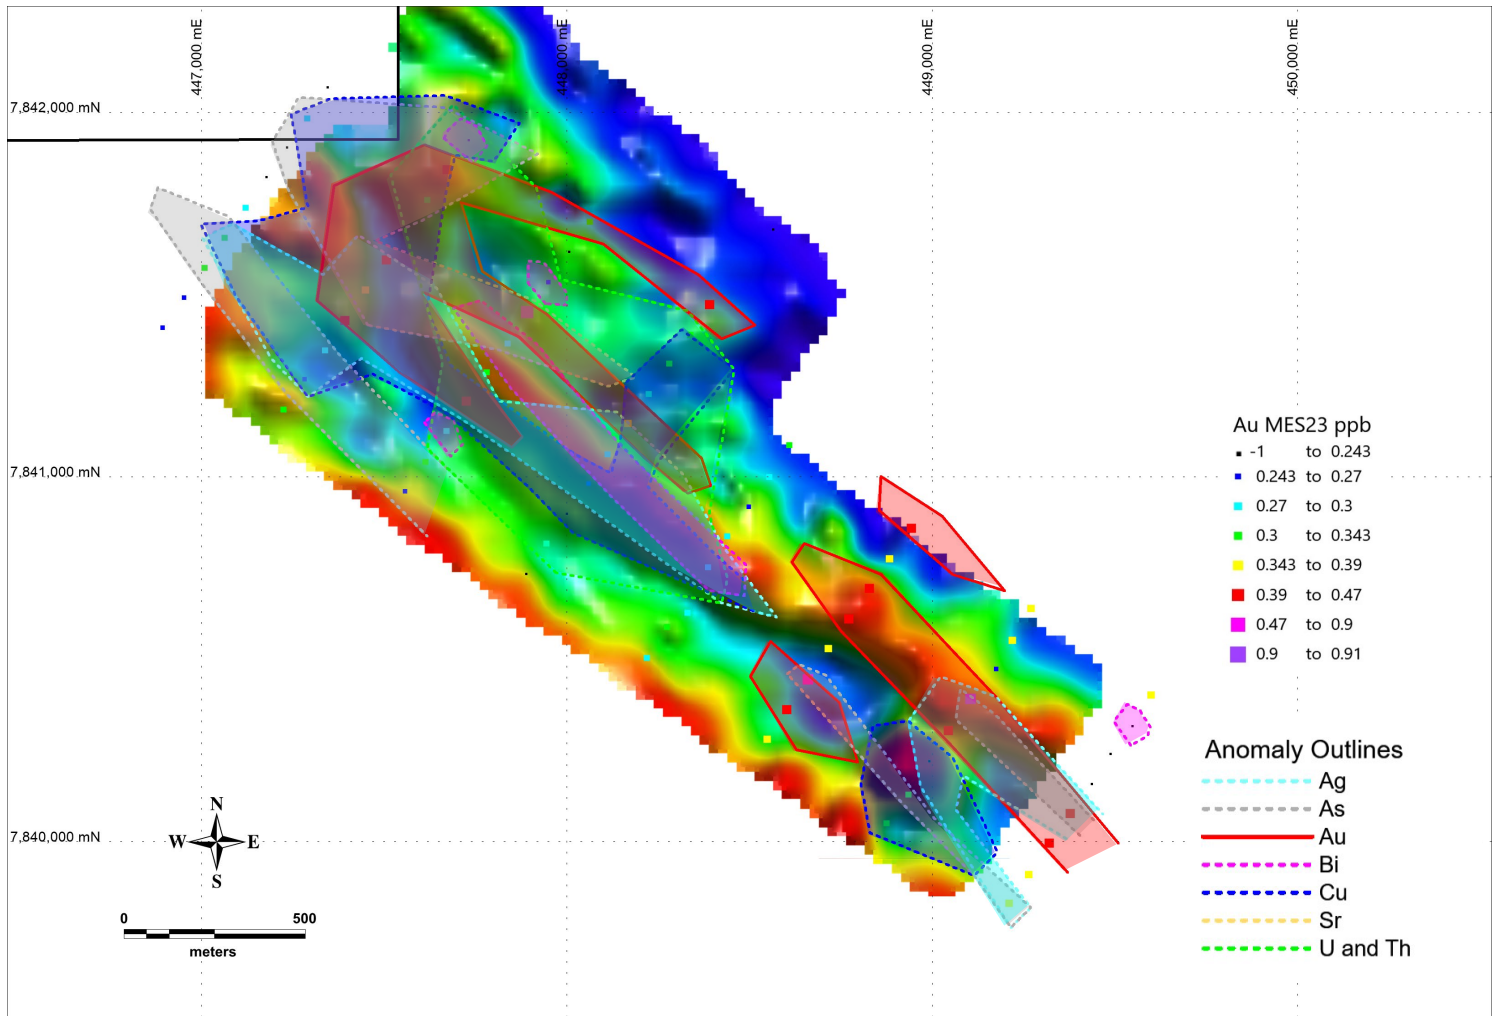 447,000 mE
448,000 mE
449,000 mE
450,000 mE
7,842,000 mN
7,841,000 mN
7,840,000 mN
Au MES23 ppb
-1 to 0.243
0.243 to 0.27
0.27 to 0.3
0.3 to 0.343
0.343 to 0.39
0.39 to 0.47
0.47 to 0.9
0.9 to 0.91
Anomaly Outlines
Ag
As
Au
Bi
Cu
Sr
U and Th
N
W E
S
0 500
meters